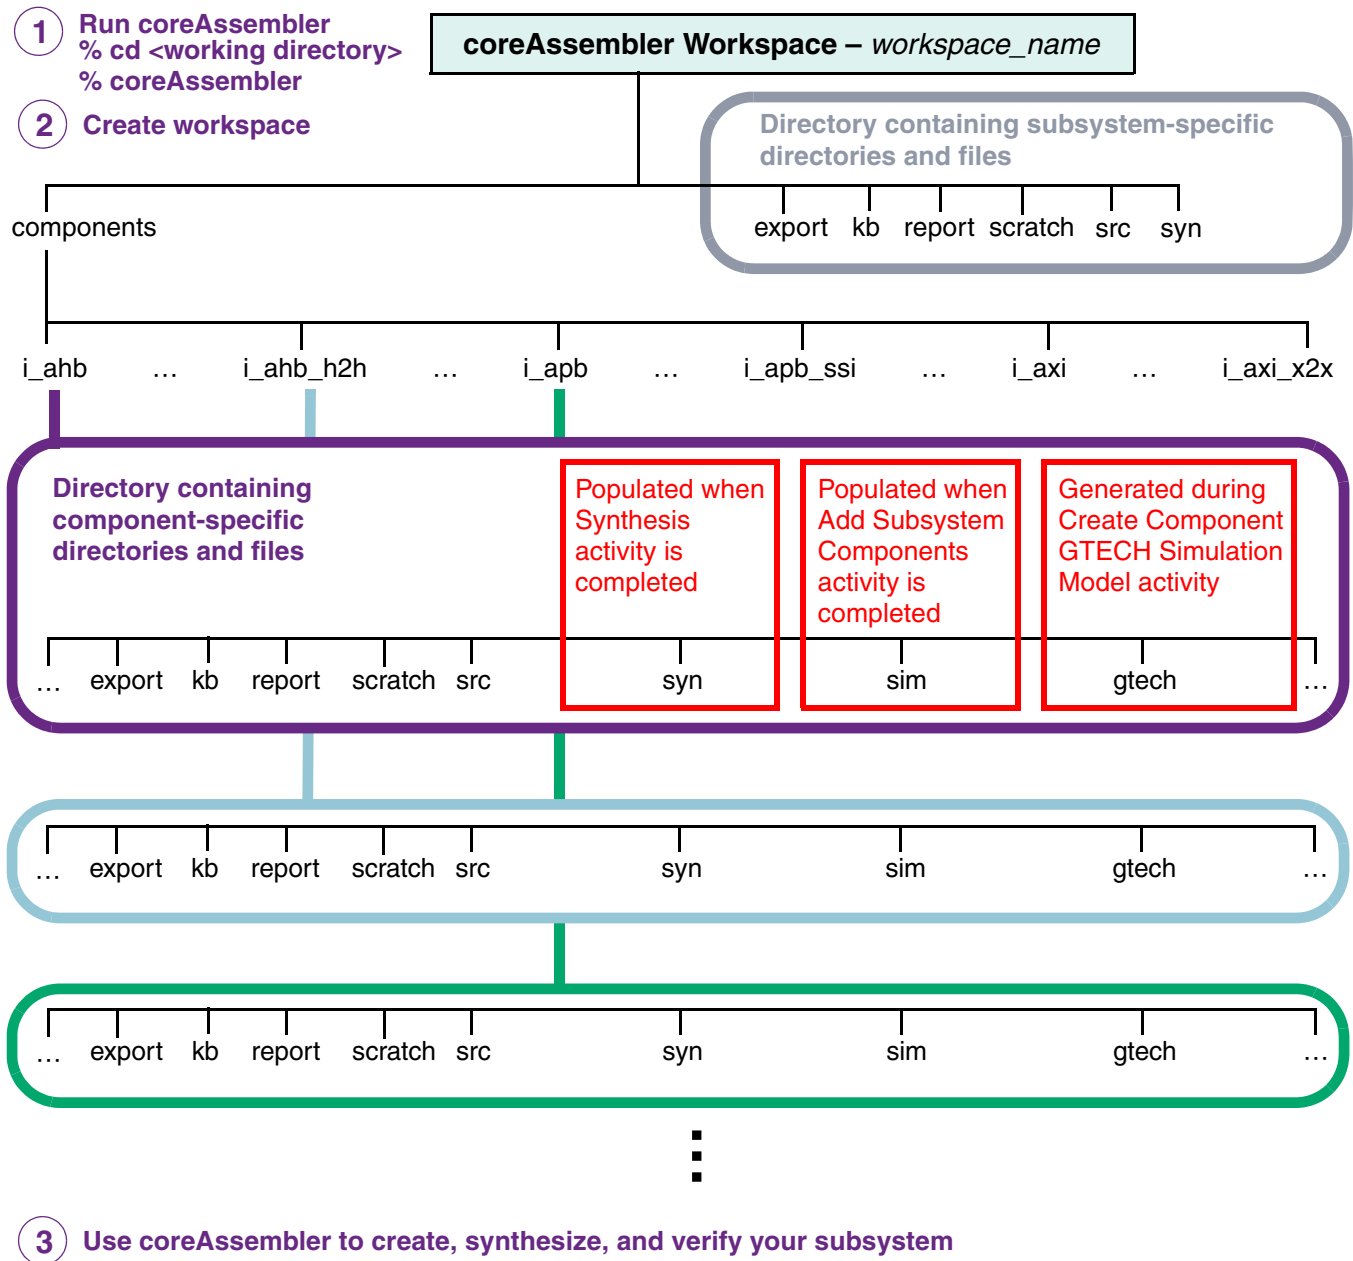 1 Run coreAssembler
% cd <working directory>
% coreAssembler
coreAssembler Workspace – workspace_name
2 Create workspace
Directory containing subsystem-specific
directories and files
components
export kb report scratch src syn
i_ahb … i_ahb_h2h … i_apb … i_apb_ssi … i_axi … i_axi_x2x
Directory containing
component-specific
directories and files
Populated when
Synthesis
activity is
completed
Populated when
Add Subsystem
Components
activity is
completed
Generated during
Create Component
GTECH Simulation
Model activity
… export kb report scratch src syn sim gtech …
… export kb report scratch src syn sim gtech …
… export kb report scratch src syn sim gtech …
3 Use coreAssembler to create, synthesize, and verify your subsystem